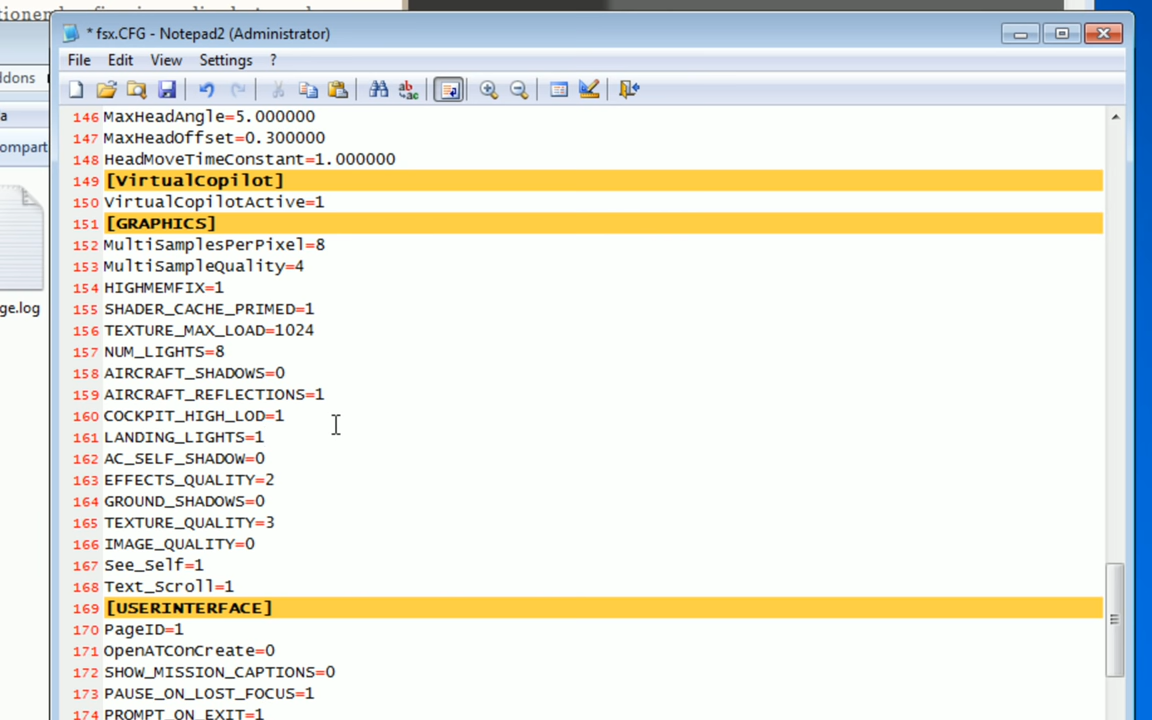 * fsx.CFG - Notepad2 (Administrator)
File Edit View Settings ?
ddons
a
ompart
ge.log
146 MaxHeadAngle=5.000000
147 MaxHeadOffset=0.300000
148 HeadMoveTimeConstant=1.000000
149 [VirtualCopilot]
150 VirtualCopilotActive=1
151 [GRAPHICS]
152 MultiSamplesPerPixel=8
153 MultiSampleQuality=4
154 HIGHMEMFIX=1
155 SHADER_CACHE_PRIMED=1
156 TEXTURE_MAX_LOAD=1024
157 NUM_LIGHTS=8
158 AIRCRAFT_SHADOWS=0
159 AIRCRAFT_REFLECTIONS=1
160 COCKPIT_HIGH_LOD=1
161 LANDING_LIGHTS=1
162 AC_SELF_SHADOW=0
163 EFFECTS_QUALITY=2
164 GROUND_SHADOWS=0
165 TEXTURE_QUALITY=3
166 IMAGE_QUALITY=0
167 See_Self=1
168 Text_Scroll=1
169 [USERINTERFACE]
170 PageID=1
171 OpenATCOnCreate=0
172 SHOW_MISSION_CAPTIONS=0
173 PAUSE_ON_LOST_FOCUS=1
174 PROMPT_ON_EXIT=1